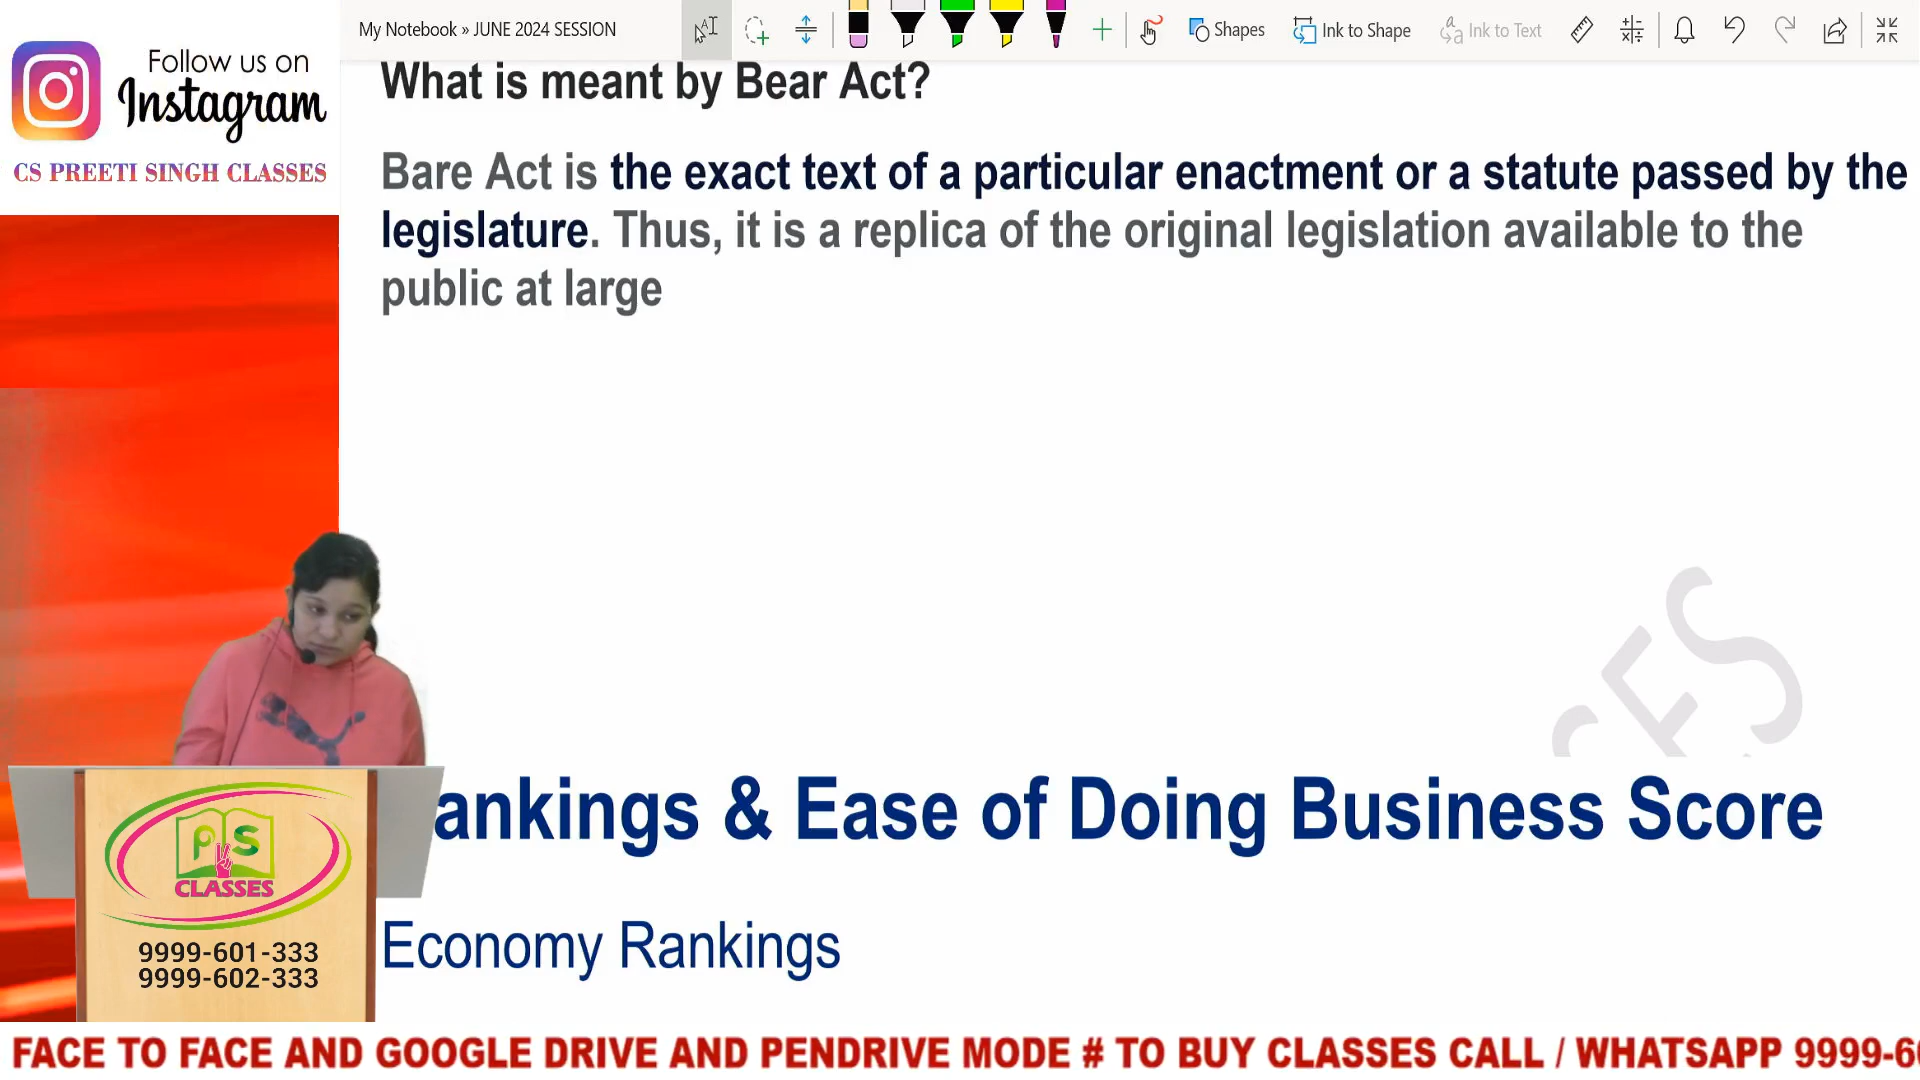 My Notebook » JUNE 2024 SESSION
Shapes
Ink to Shape
Ink to Text
Follow us on
Instagram
CS PREETI SINGH CLASSES
What is meant by Bear Act?
Bare Act is the exact text of a particular enactment or a statute passed by the
legislature. Thus, it is a replica of the original legislation available to the
public at large
ankings & Ease of Doing Business Score
Economy Rankings
PS
CLASSES
9999-601-333
9999-602-333
FACE TO FACE AND GOOGLE DRIVE AND PENDRIVE MODE # TO BUY CLASSES CALL / WHATSAPP 9999-6